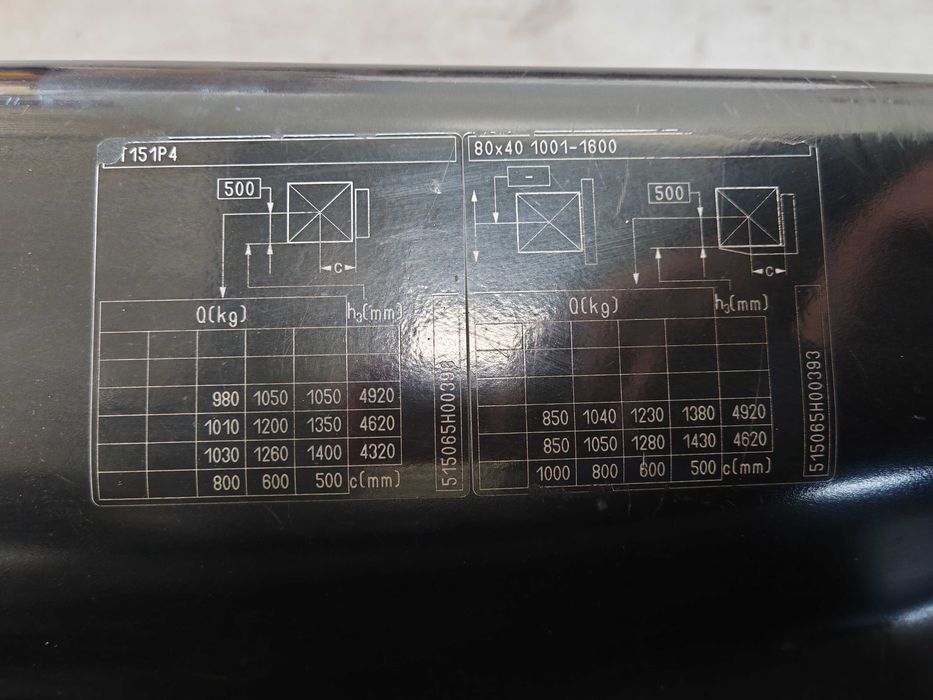 T151P4
500
c
Q(kg) h₃(mm)
980 1050 1050 4920
1010 1200 1350 4620
1030 1260 1400 4320
800 600 500 c(mm)
515065H00393
80x40 1001-1600
-
500
c
Q(kg) h₃(mm)
850 1040 1230 1380 4920
850 1050 1280 1430 4620
1000 800 600 500 c(mm)
515065H00393